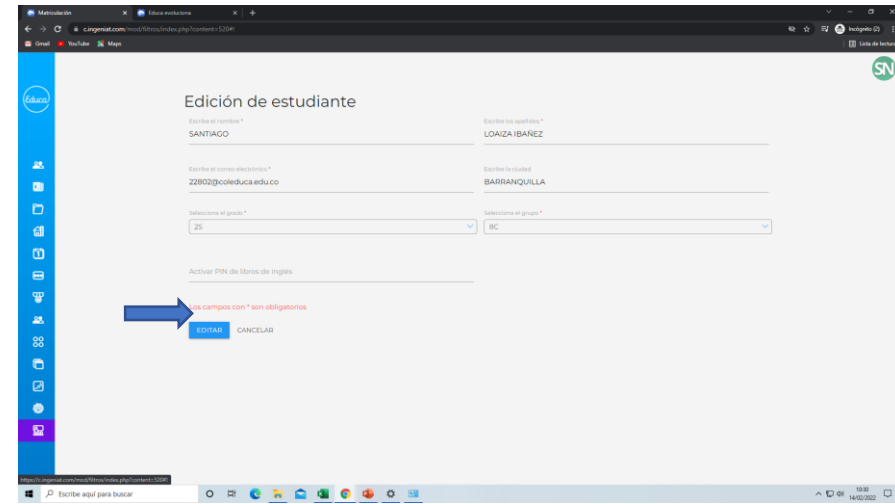 Matriculación
Educa evoluciona
c.ingeniat.com/mod/filtros/index.php?content=520#!
Incógnito (2)
Gmail
YouTube
Maps
Lista de lectura
SN
Educa
Edición de estudiante
Escribe el nombre *
Escribe los apellidos *
SANTIAGO
LOAIZA IBAÑEZ
Escribe el correo electrónico *
Escribe la ciudad
22802@coleduca.edu.co
BARRANQUILLA
Selecciona el grado *
Selecciona el grupo *
2S
8C
Activar PIN de libros de inglés
Los campos con * son obligatorios
EDITAR
CANCELAR
https://c.ingeniat.com/mod/filtros/index.php?content=520#!
Escribe aquí para buscar
10:00
14/02/2022